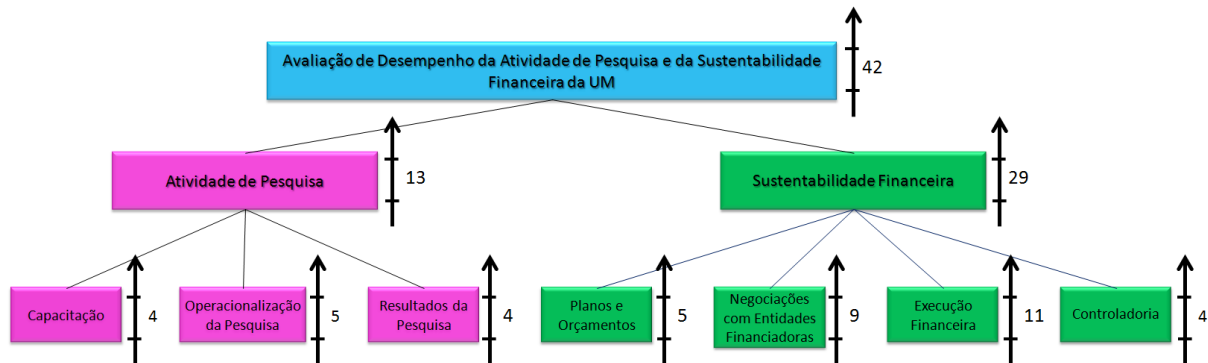 Avaliação de Desempenho da Atividade de Pesquisa e da Sustentabilidade
Financeira da UM
42
Atividade de Pesquisa
13
Sustentabilidade Financeira
29
Capacitação
4
Operacionalização
da Pesquisa
5
Resultados da
Pesquisa
4
Planos e
Orçamentos
5
Negociações
com Entidades
Financiadoras
9
Execução
Financeira
11
Controladoria
4